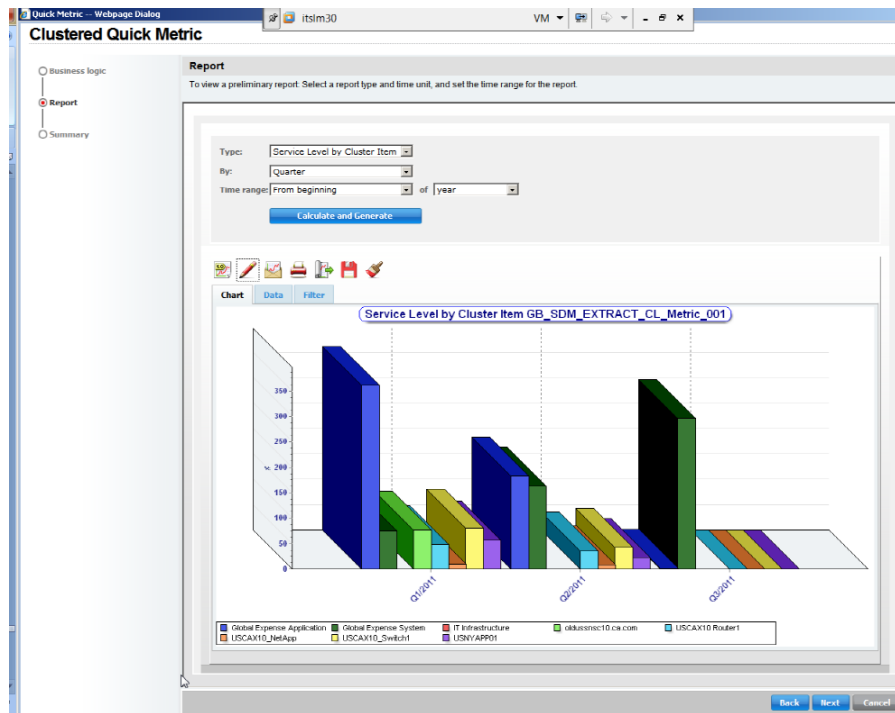 Quick Metric -- Webpage Dialog
itslm30
VM
Clustered Quick Metric
Business logic
Report
Summary
Report
To view a preliminary report: Select a report type and time unit, and set the time range for the report.
Type: Service Level by Cluster Item
By: Quarter
Time range: From beginning of year
Calculate and Generate
Chart Data Filter
Service Level by Cluster Item GB_SDM_EXTRACT_CL_Metric_001
350
300
250
% 200
150
100
50
0
Q1/2011 Q2/2011 Q3/2011
Global Expense Application Global Expense System IT Infrastructure oldussnsc10.ca.com USCAX10 Router1
USCAX10_NetApp USCAX10_Switch1 USNYAPP01
Back Next Cancel